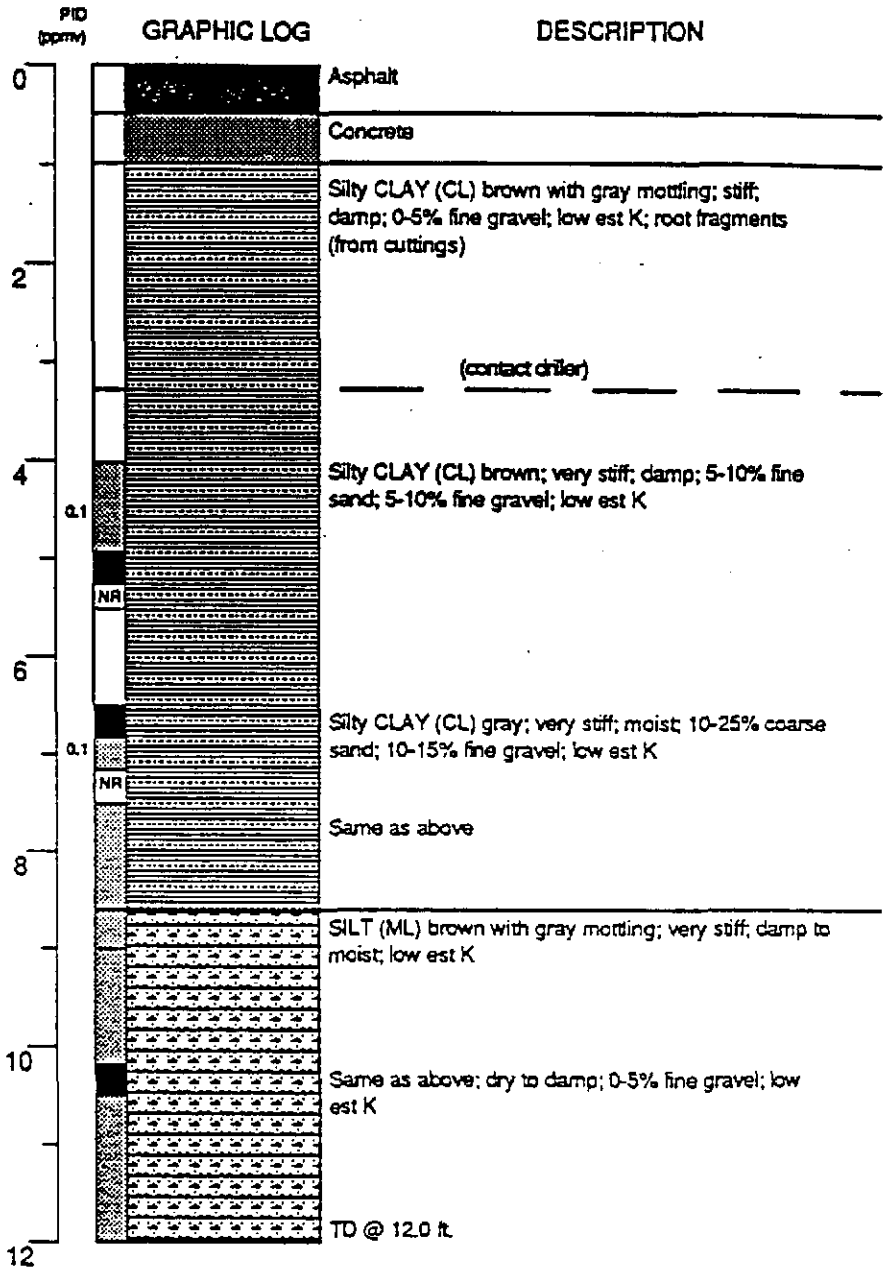 PID
(ppmv)
GRAPHIC LOG
DESCRIPTION
0
Asphalt
Concrete
Silty CLAY (CL) brown with gray mottling; stiff;
damp; 0-5% fine gravel; low est K; root fragments
(from cuttings)
2
(contact driller)
4
Silty CLAY (CL) brown; very stiff; damp; 5-10% fine
sand; 5-10% fine gravel; low est K
0.1
NR
6
Silty CLAY (CL) gray; very stiff; moist; 10-25% coarse
sand; 10-15% fine gravel; low est K
0.1
NR
Same as above
8
SILT (ML) brown with gray mottling; very stiff; damp to
moist; low est K
10
Same as above; dry to damp; 0-5% fine gravel; low
est K
TD @ 12.0 ft.
12